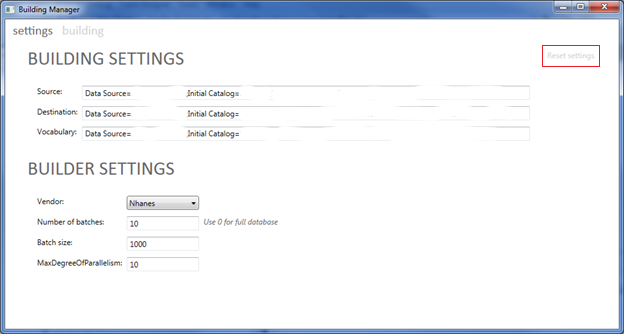 Building Manager
settings building
BUILDING SETTINGS
Reset settings
Source: Data Source= ;Initial Catalog=
Destination: Data Source= ;Initial Catalog=
Vocabulary: Data Source= ;Initial Catalog=
BUILDER SETTINGS
Vendor: Nhanes
Number of batches: 10 Use 0 for full database
Batch size: 1000
MaxDegreeOfParallelism: 10